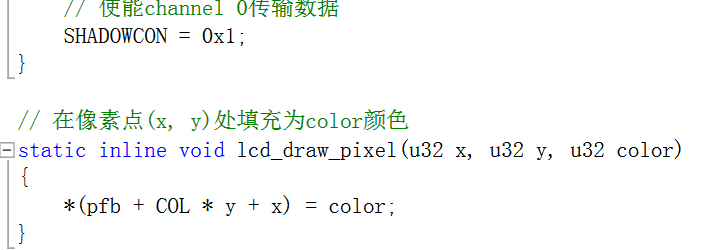 // 使能channel 0传输数据
SHADOWCON = 0x1;
}
// 在像素点(x, y)处填充为color颜色
static inline void lcd_draw_pixel(u32 x, u32 y, u32 color)
{
*(pfb + COL * y + x) = color;
}